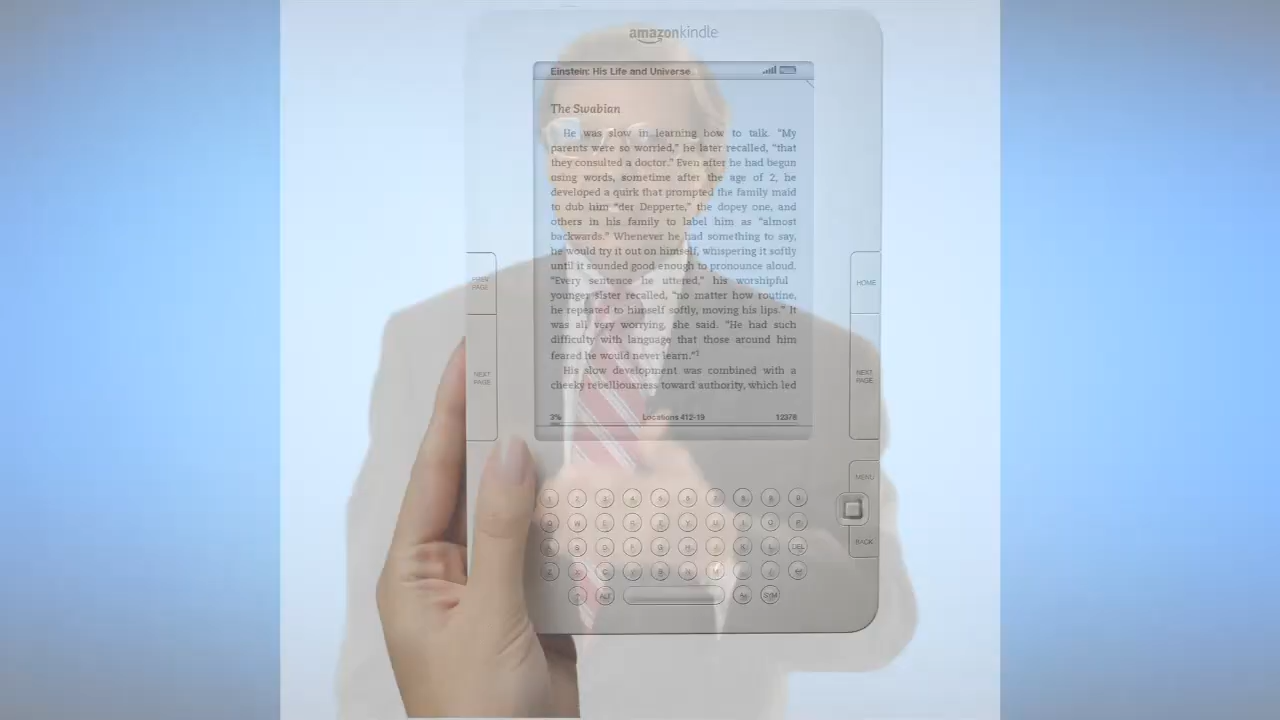 amazonkindle
Einstein: His Life and Universe
The Swabian
He was slow in learning how to talk. "My
parents were so worried," he later recalled, "that
they consulted a doctor." Even after he had begun
using words, sometime after the age of 2, he
developed a quirk that prompted the family maid
to dub him "der Depperte," the dopey one, and
others in his family to label him as "almost
backwards." Whenever he had something to say,
he would try it out on himself, whispering it softly
until it sounded good enough to pronounce aloud.
"Every sentence he uttered," his worshipful
younger sister recalled, "no matter how routine,
he repeated to himself softly, moving his lips." It
was all very worrying, she said. "He had such
difficulty with language that those around him
feared he would never learn."1
His slow development was combined with a
cheeky rebelliousness toward authority, which led
3% Locations 412-19 12378
PREV
PAGE
NEXT
PAGE
HOME
NEXT
PAGE
MENU
BACK
DEL
ALT
SYM